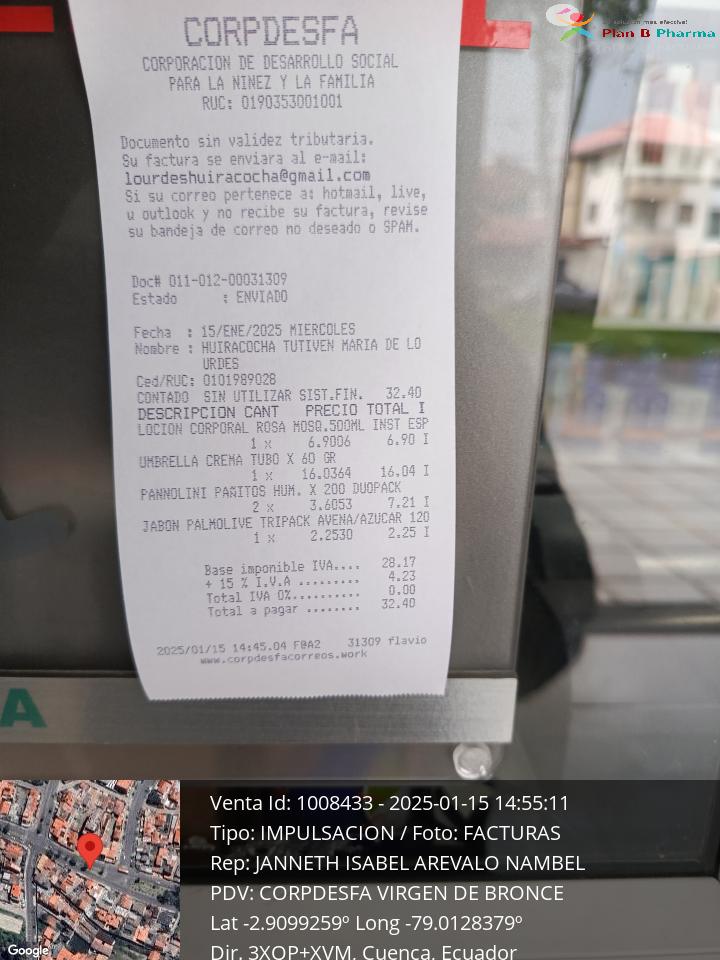 CORPDESFA
CORPORACION DE DESARROLLO SOCIAL
PARA LA NINEZ Y LA FAMILIA
RUC: 0190353001001
Documento sin validez tributaria.
Su factura se enviara al e-mail:
lourdeshuiracocha@gmail.com
Si su correo pertenece a: hotmail, live,
u outlook y no recibe su factura, revise
su bandeja de correo no deseado o SPAM.
Doc# 011-012-00031309
Estado : ENVIADO
Fecha : 15/ENE/2025 MIERCOLES
Nombre : HUIRACOCHA TUTIVEN MARIA DE LO
URDES
Ced/RUC: 0101989028
CONTADO SIN UTILIZAR SIST.FIN. 32.40
DESCRIPCION CANT PRECIO TOTAL I
LOCION CORPORAL ROSA MOSQ.500ML INST ESP
1 x 6.9006 6.90 I
UMBRELLA CREMA TUBO X 60 GR
1 x 16.0364 16.04 I
PANNOLINI PAÑITOS HUM. X 200 DUOPACK
2 x 3.6053 7.21 I
JABON PALMOLIVE TRIPACK AVENA/AZUCAR 120
1 x 2.2530 2.25 I
Base imponible IVA.... 28.17
+ 15 % I.V.A ......... 4.23
Total IVA 0%.......... 0.00
Total a pagar ........ 32.40
2025/01/15 14:45.04 F@A2 31309 flavio
www.corpdesfacorreos.work
Plan B Pharma
A
Venta Id: 1008433 - 2025-01-15 14:55:11
Tipo: IMPULSACION / Foto: FACTURAS
Rep: JANNETH ISABEL AREVALO NAMBEL
PDV: CORPDESFA VIRGEN DE BRONCE
Lat -2.9099259º Long -79.0128379º
Dir. 3XQP+XVM, Cuenca, Ecuador
Google